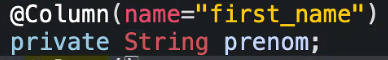 @Column(name="first_name")
private String prenom;